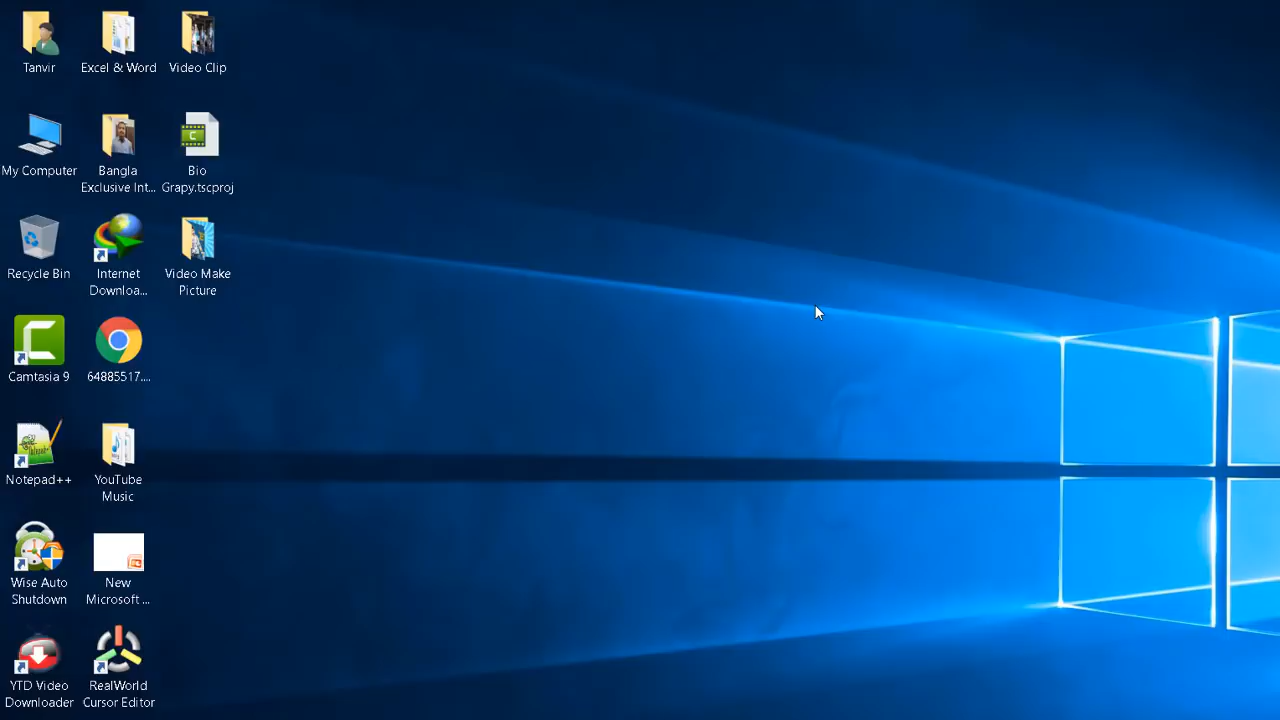 Tanvir
Excel & Word
Video Clip
My Computer
Bangla
Exclusive Int...
Bio
Grapy.tscproj
Recycle Bin
Internet
Downloa...
Video Make
Picture
Camtasia 9
64885517....
Notepad++
YouTube
Music
Wise Auto
Shutdown
New
Microsoft ...
YTD Video
Downloader
RealWorld
Cursor Editor